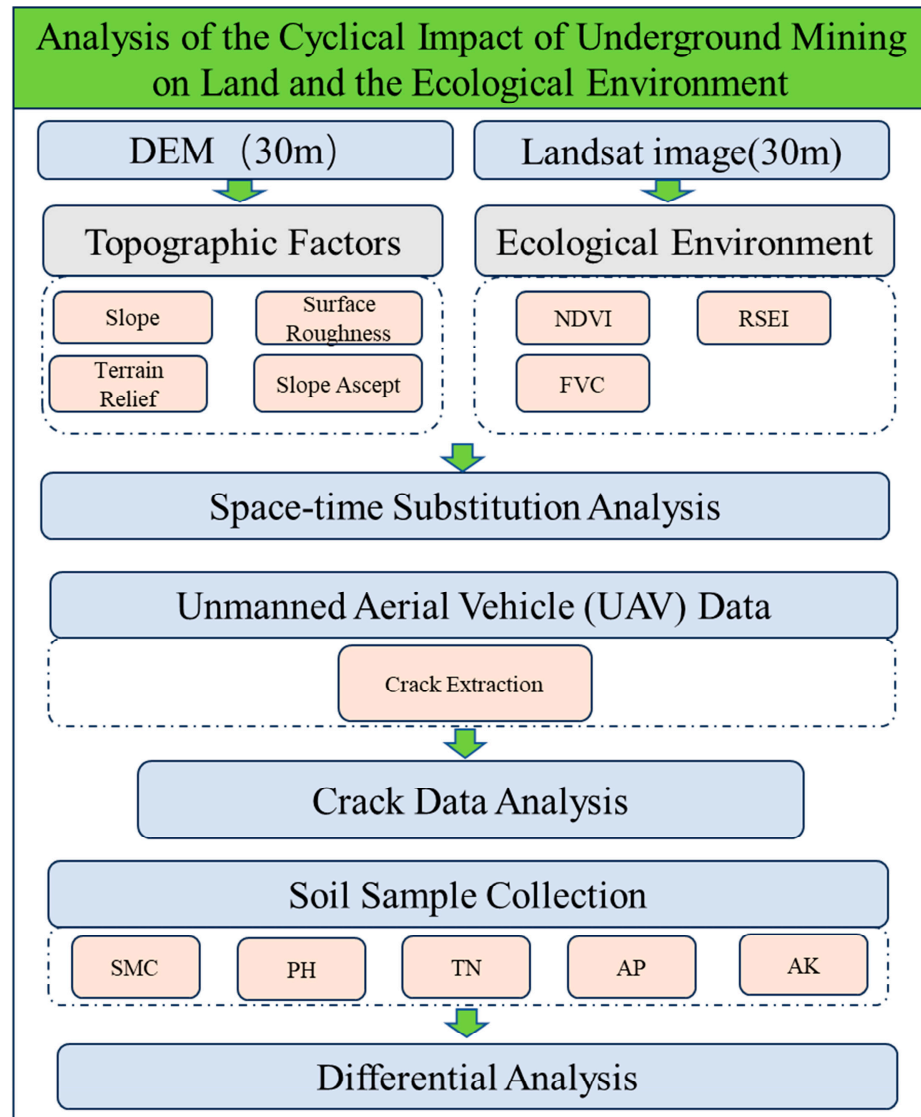 Analysis of the Cyclical Impact of Underground Mining
on Land and the Ecological Environment
DEM（30m）
Landsat image(30m)
Topographic Factors
Ecological Environment
Slope
Surface
Roughness
NDVI
RSEI
Terrain
Relief
Slope Ascept
FVC
Space-time Substitution Analysis
Unmanned Aerial Vehicle (UAV) Data
Crack Extraction
Crack Data Analysis
Soil Sample Collection
SMC
PH
TN
AP
AK
Differential Analysis